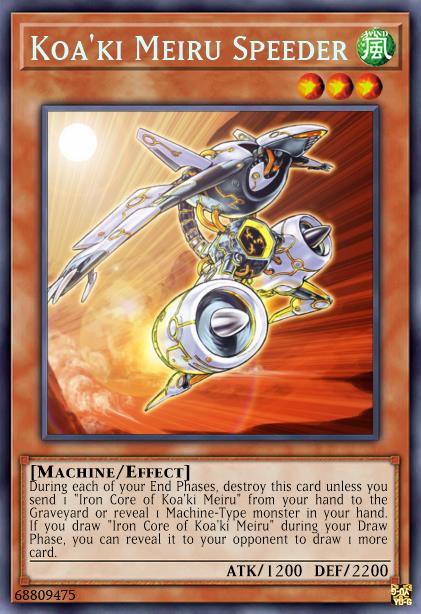 Koa'ki Meiru Speeder
WIND
風
[Machine/Effect]
During each of your End Phases, destroy this card unless you
send 1 "Iron Core of Koa'ki Meiru" from your hand to the
Graveyard or reveal 1 Machine-Type monster in your hand.
If you draw "Iron Core of Koa'ki Meiru" during your Draw
Phase, you can reveal it to your opponent to draw 1 more
card.
ATK/1200 DEF/2200
68809475